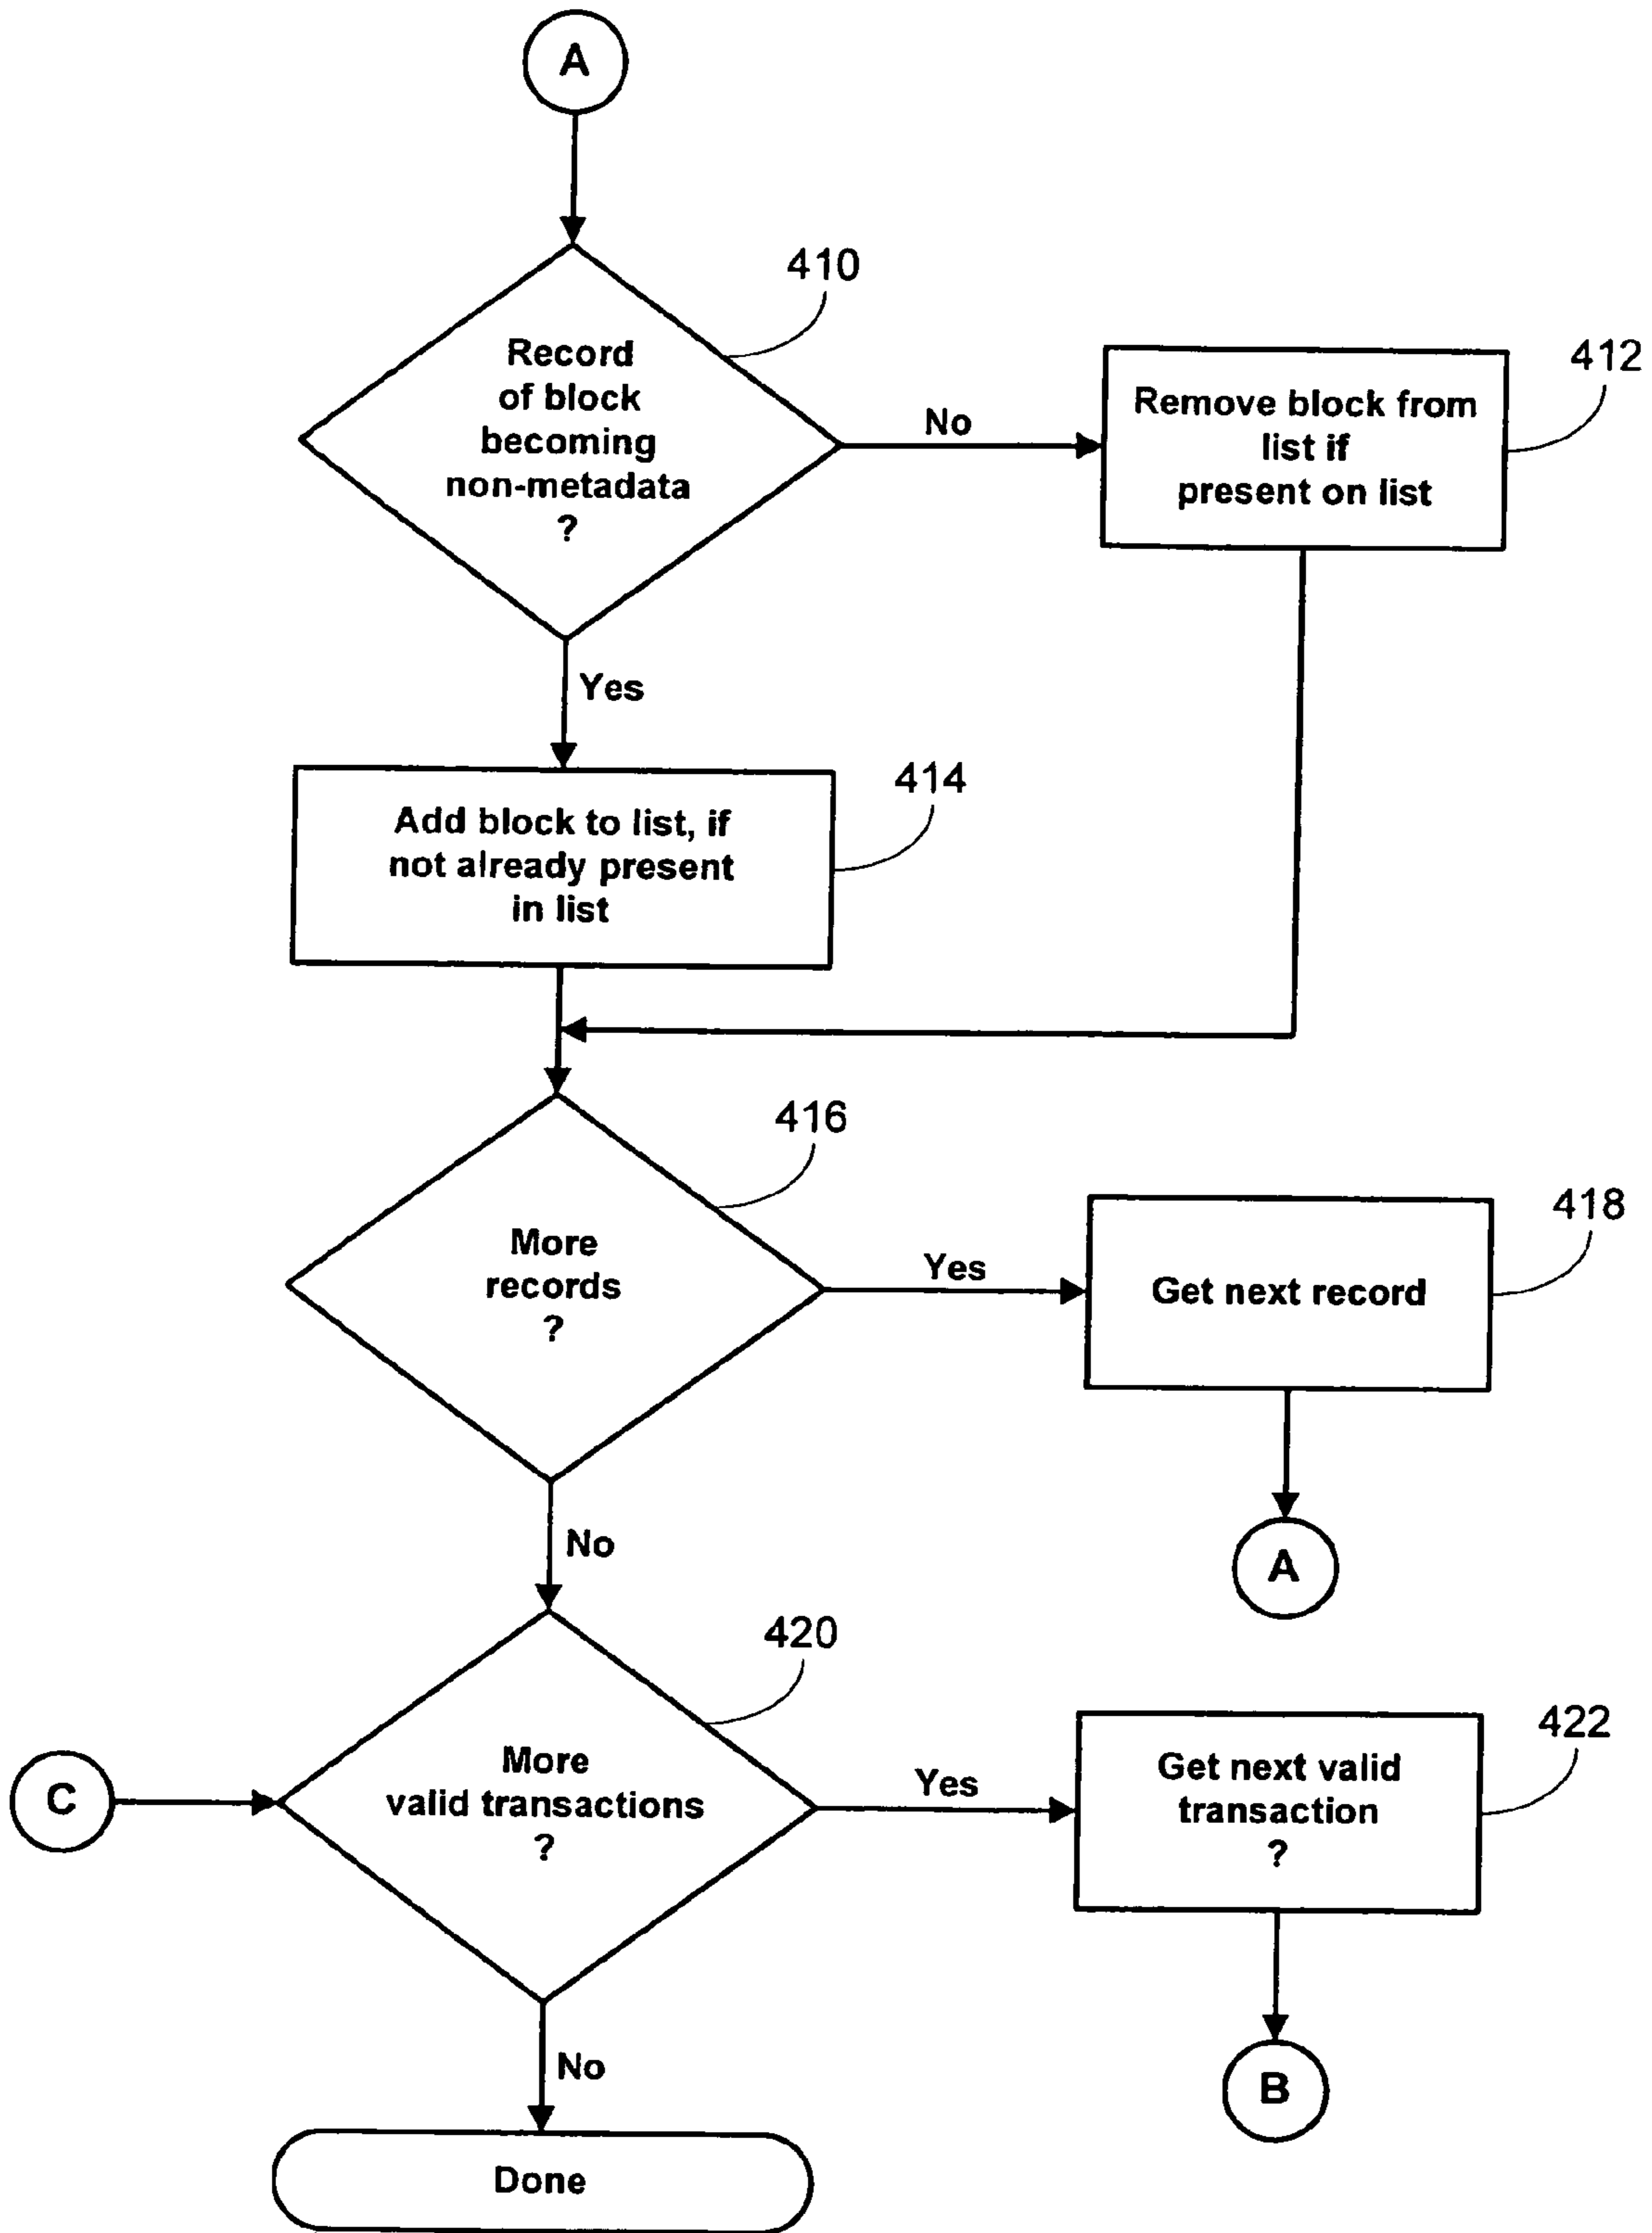 A
410
Record
of block
becoming
non-metadata
?
No
412
Remove block from
list if
present on list
Yes
414
Add block to list, if
not already present
in list
416
More
records
?
Yes
418
Get next record
A
No
420
C
More
valid transactions
?
Yes
422
Get next valid
transaction
?
B
No
Done